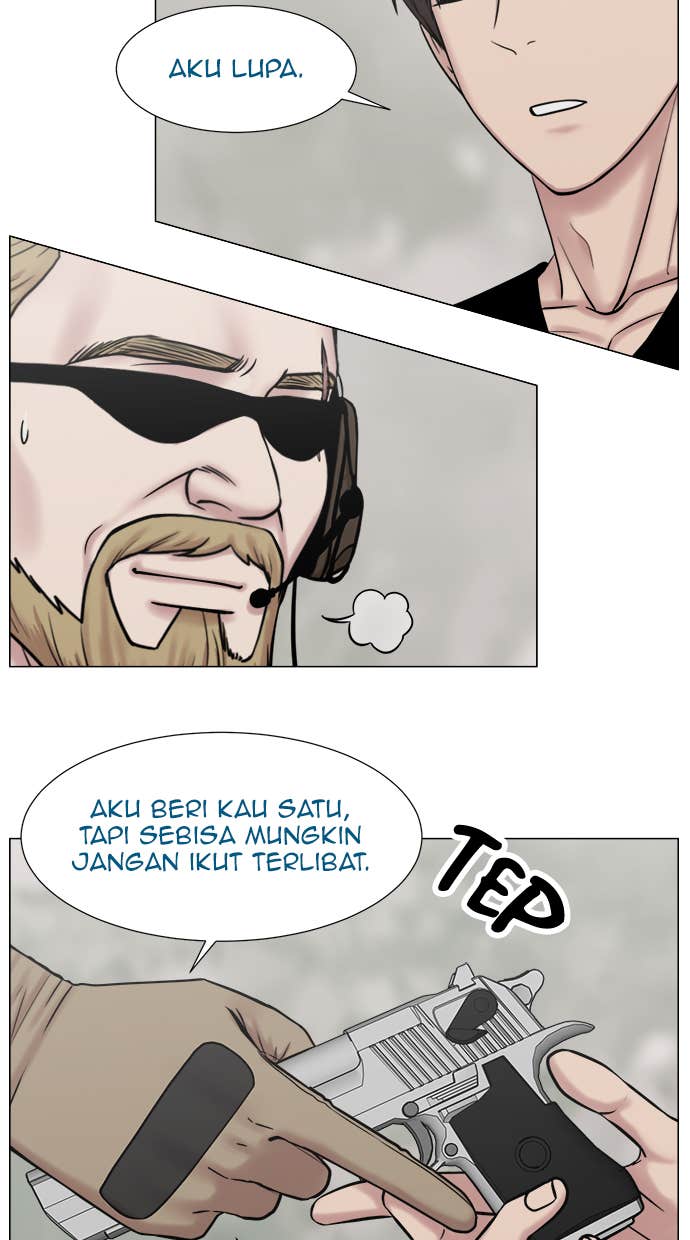 AKU LUPA.
AKU BERI KAU SATU,
TAPI SEBISA MUNGKIN
JANGAN IKUT TERLIBAT.
TEP